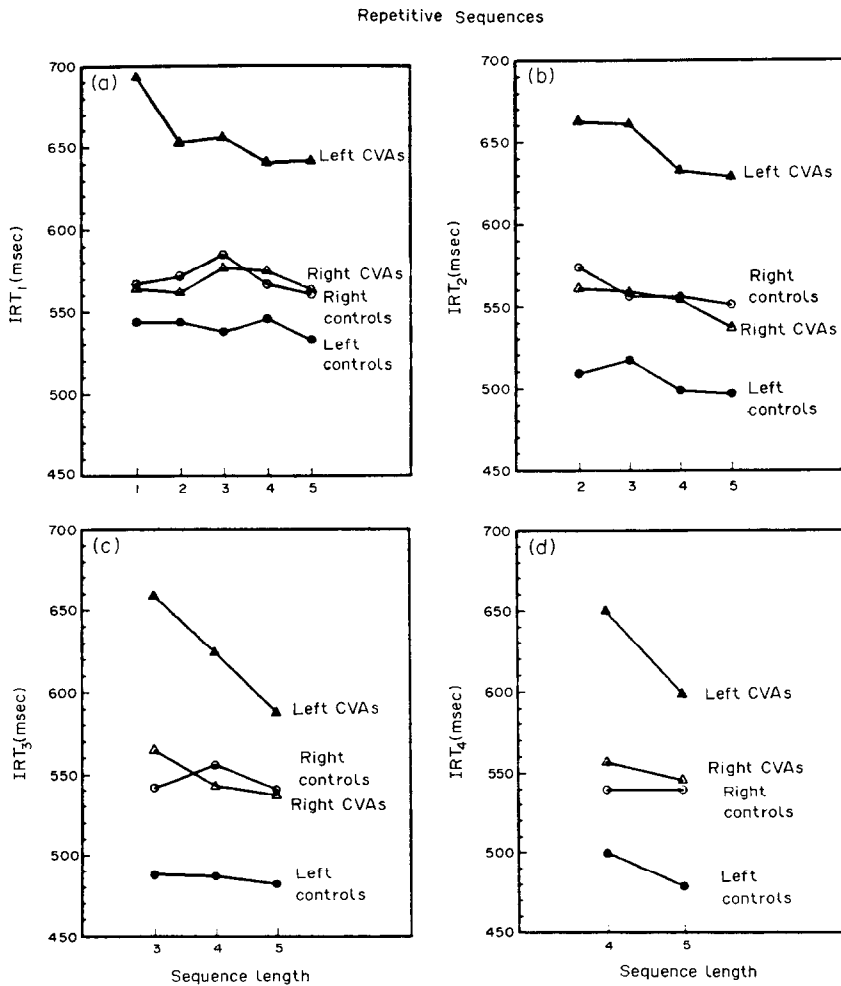 Repetitive Sequences
(a)
700
650
600
550
500
450
IRT1(msec)
Left CVAs
Right CVAs
Right
controls
Left
controls
1 2 3 4 5
(b)
700
650
600
550
500
450
IRT2(msec)
Left CVAs
Right
controls
Right CVAs
Left
controls
2 3 4 5
(c)
700
650
600
550
500
450
IRT3(msec)
Left CVAs
Right
controls
Right CVAs
Left
controls
3 4 5
Sequence length
(d)
700
650
600
550
500
450
IRT4(msec)
Left CVAs
Right CVAs
Right
controls
Left
controls
4 5
Sequence length